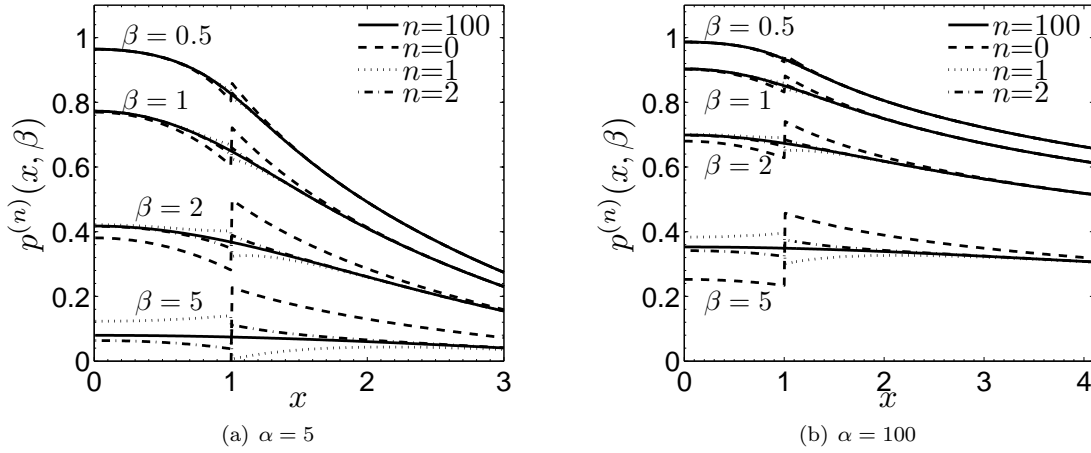 1
0.8
0.6
0.4
0.2
0
p^{(n)}(x, β)
β = 0.5
β = 1
β = 2
β = 5
n=100
n=0
n=1
n=2
0 1 2 3
x
(a) α = 5
1
0.8
0.6
0.4
0.2
0
p^{(n)}(x, β)
β = 0.5
β = 1
β = 2
β = 5
n=100
n=0
n=1
n=2
0 1 2 3 4
x
(b) α = 100